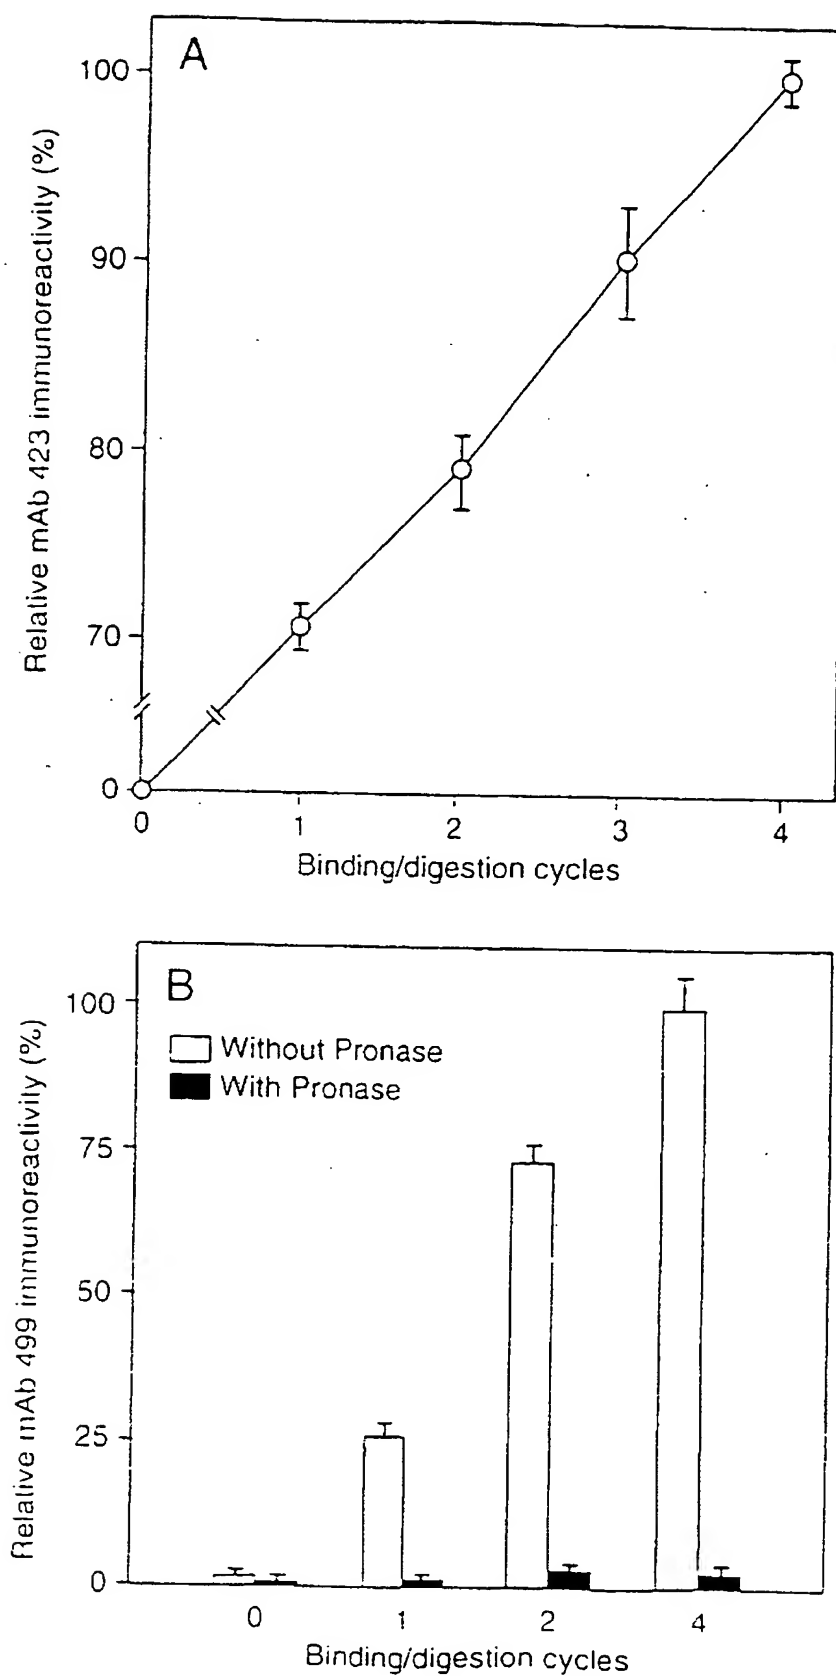 A
Relative mAb 423 immunoreactivity (%)
100
90
80
70
0
0 1 2 3 4
Binding/digestion cycles
B
Without Pronase
With Pronase
Relative mAb 499 immunoreactivity (%)
100
75
50
25
0
0 1 2 4
Binding/digestion cycles